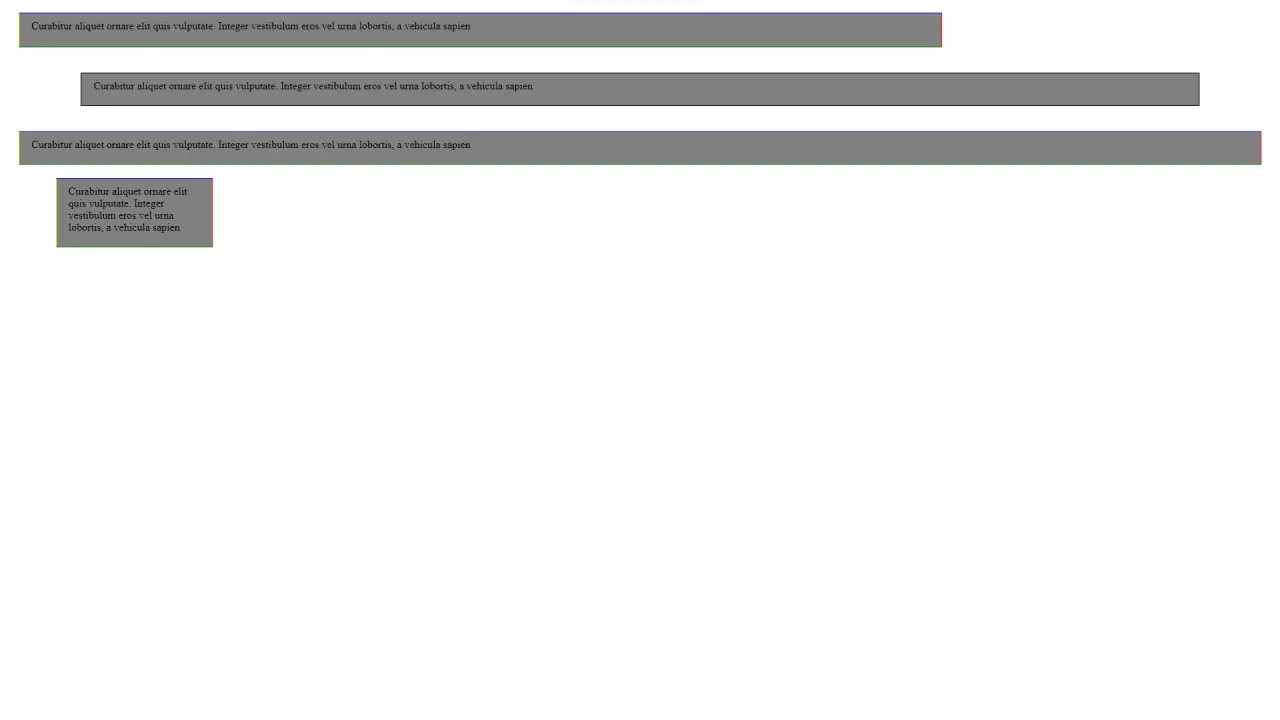 Curabitur aliquet ornare elit quis vulputate. Integer vestibulum eros vel urna lobortis, a vehicula sapien
Curabitur aliquet ornare elit quis vulputate. Integer vestibulum eros vel urna lobortis, a vehicula sapien
Curabitur aliquet ornare elit quis vulputate. Integer vestibulum eros vel urna lobortis, a vehicula sapien
Curabitur aliquet ornare elit
quis vulputate. Integer
vestibulum eros vel urna
lobortis, a vehicula sapien